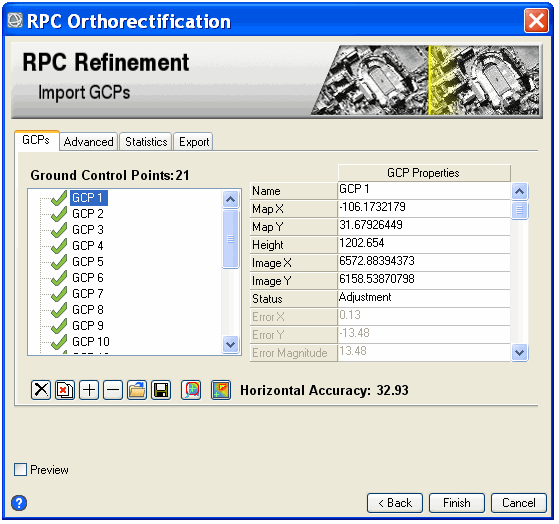 RPC Orthorectification
RPC Refinement
Import GCPs
GCPs Advanced Statistics Export
Ground Control Points:21
GCP 1
GCP 2
GCP 3
GCP 4
GCP 5
GCP 6
GCP 7
GCP 8
GCP 9
GCP 10
GCP Properties
Name GCP 1
Map X -106.1732179
Map Y 31.67926449
Height 1202.654
Image X 6572.88394373
Image Y 6158.53870798
Status Adjustment
Error X 0.13
Error Y -13.48
Error Magnitude 13.48
Horizontal Accuracy: 32.93
Preview
? < Back Finish Cancel